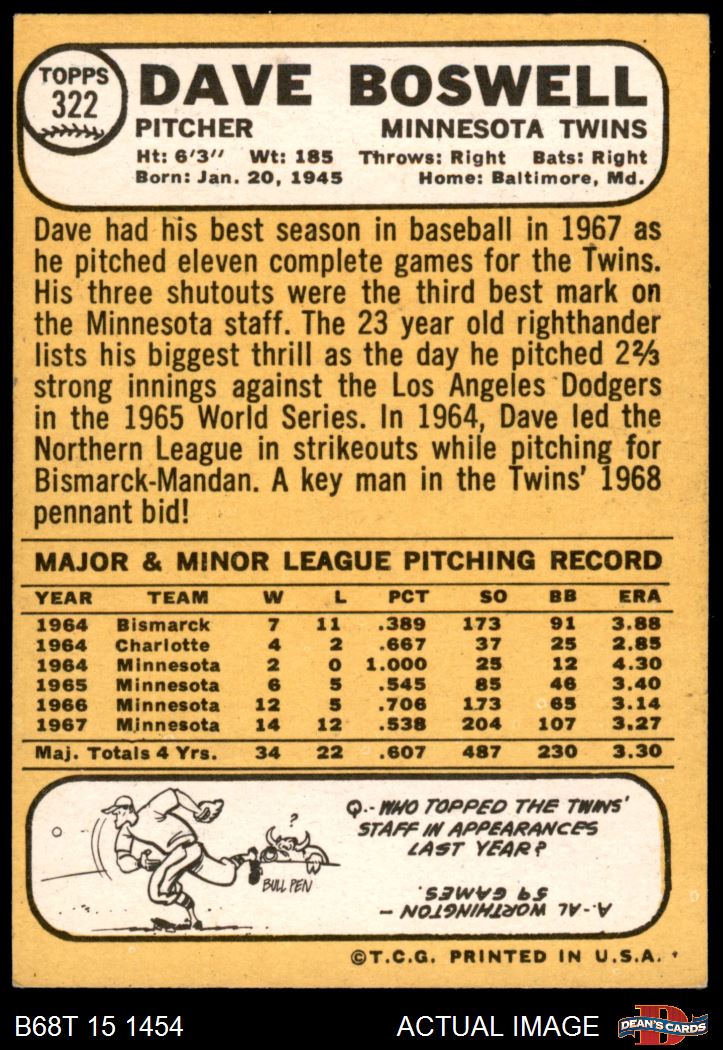 TOPPS
322
DAVE BOSWELL
PITCHER MINNESOTA TWINS
Ht: 6'3" Wt: 185 Throws: Right Bats: Right
Born: Jan. 20, 1945 Home: Baltimore, Md.
Dave had his best season in baseball in 1967 as
he pitched eleven complete games for the Twins.
His three shutouts were the third best mark on
the Minnesota staff. The 23 year old righthander
lists his biggest thrill as the day he pitched 2⅔
strong innings against the Los Angeles Dodgers
in the 1965 World Series. In 1964, Dave led the
Northern League in strikeouts while pitching for
Bismarck-Mandan. A key man in the Twins' 1968
pennant bid!
MAJOR & MINOR LEAGUE PITCHING RECORD
YEAR TEAM W L PCT SO BB ERA
1964 Bismarck 7 11 .389 173 91 3.88
1964 Charlotte 4 2 .667 37 25 2.85
1964 Minnesota 2 0 1.000 25 12 4.30
1965 Minnesota 6 5 .545 85 46 3.40
1966 Minnesota 12 5 .706 173 65 3.14
1967 Minnesota 14 12 .538 204 107 3.27
Maj. Totals 4 Yrs. 34 22 .607 487 230 3.30
?
BULL PEN
Q.- WHO TOPPED THE TWINS'
STAFF IN APPEARANCES
LAST YEAR?
A.- AL WORTHINGTON —
59 GAMES.
©T.C.G. PRINTED IN U.S.A.
B68T 15 1454 ACTUAL IMAGE
D
DEAN'S CARDS